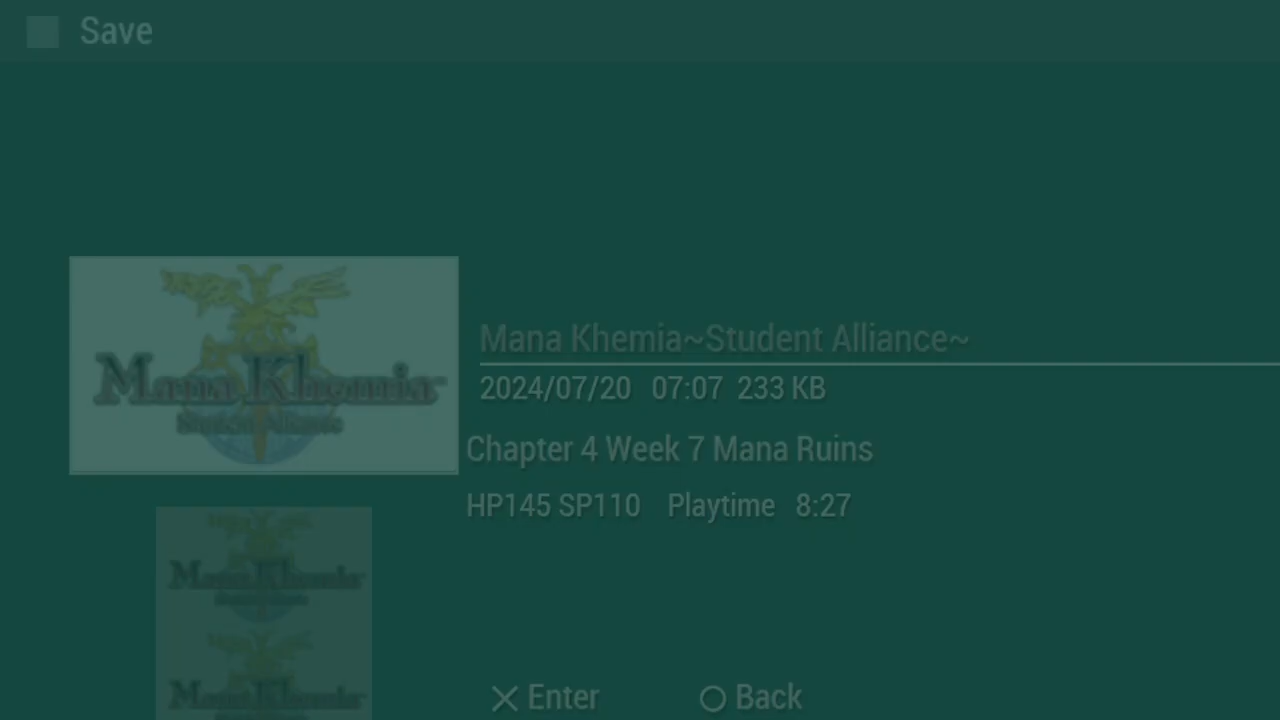 Save
Mana Khemia
Student Alliance
Mana Khemia~Student Alliance~
2024/07/20 07:07 233 KB
Chapter 4 Week 7 Mana Ruins
HP145 SP110 Playtime 8:27
Mana Khemia
Mana Khemia
Enter
Back